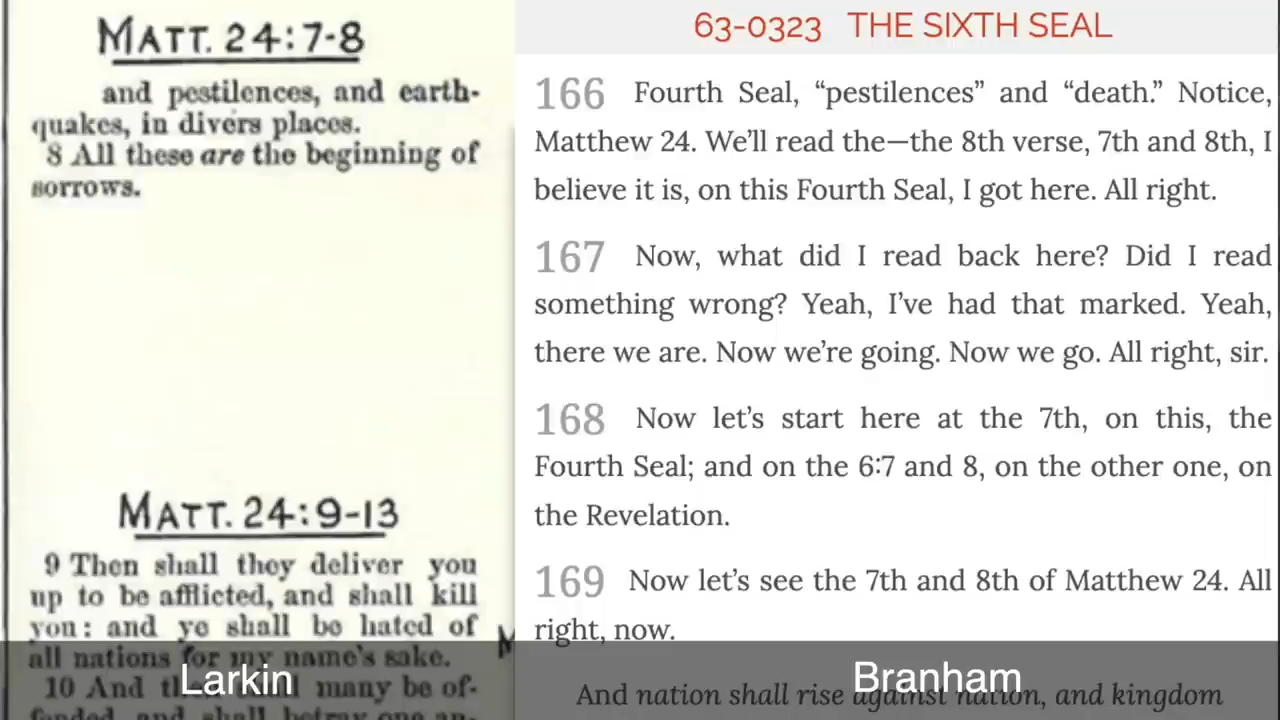 MATT. 24:7-8
and pestilences, and earth-
quakes, in divers places.
8 All these are the beginning of
sorrows.
MATT. 24:9-13
9 Then shall they deliver you
up to be afflicted, and shall kill
you: and ye shall be hated of
all nations for my name's sake.
10 And shall many be of-
fended, and shall betray one an-
Larkin
63-0323 THE SIXTH SEAL
166 Fourth Seal, “pestilences” and “death.” Notice,
Matthew 24. We’ll read the—the 8th verse, 7th and 8th, I
believe it is, on this Fourth Seal, I got here. All right.
167 Now, what did I read back here? Did I read
something wrong? Yeah, I’ve had that marked. Yeah,
there we are. Now we’re going. Now we go. All right, sir.
168 Now let’s start here at the 7th, on this, the
Fourth Seal; and on the 6:7 and 8, on the other one, on
the Revelation.
169 Now let’s see the 7th and 8th of Matthew 24. All
right, now.
And nation shall rise against nation, and kingdom
Branham